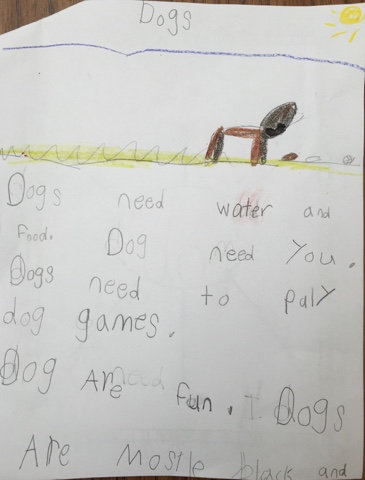 Dogs
Dogs need water and
food. Dog need you.
Dogs need to paly
dog games.
Dog Are fun. Dogs
Are mostle black and